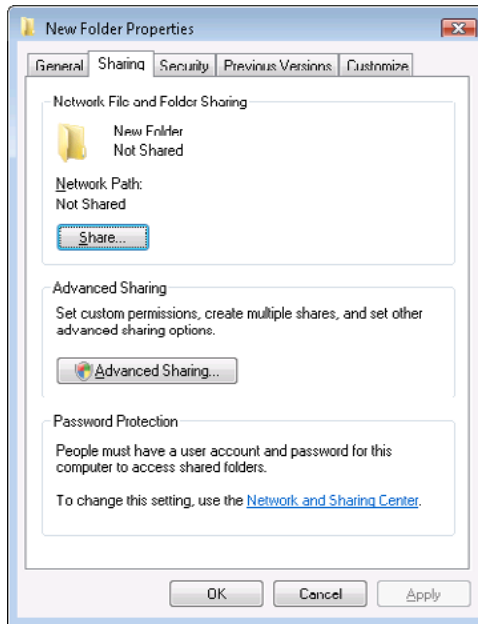 New Folder Properties
General Sharing Security Previous Versions Customize
Network File and Folder Sharing
New Folder
Not Shared
Network Path:
Not Shared
Share...
Advanced Sharing
Set custom permissions, create multiple shares, and set other
advanced sharing options.
Advanced Sharing...
Password Protection
People must have a user account and password for this
computer to access shared folders.
To change this setting, use the Network and Sharing Center.
OK Cancel Apply